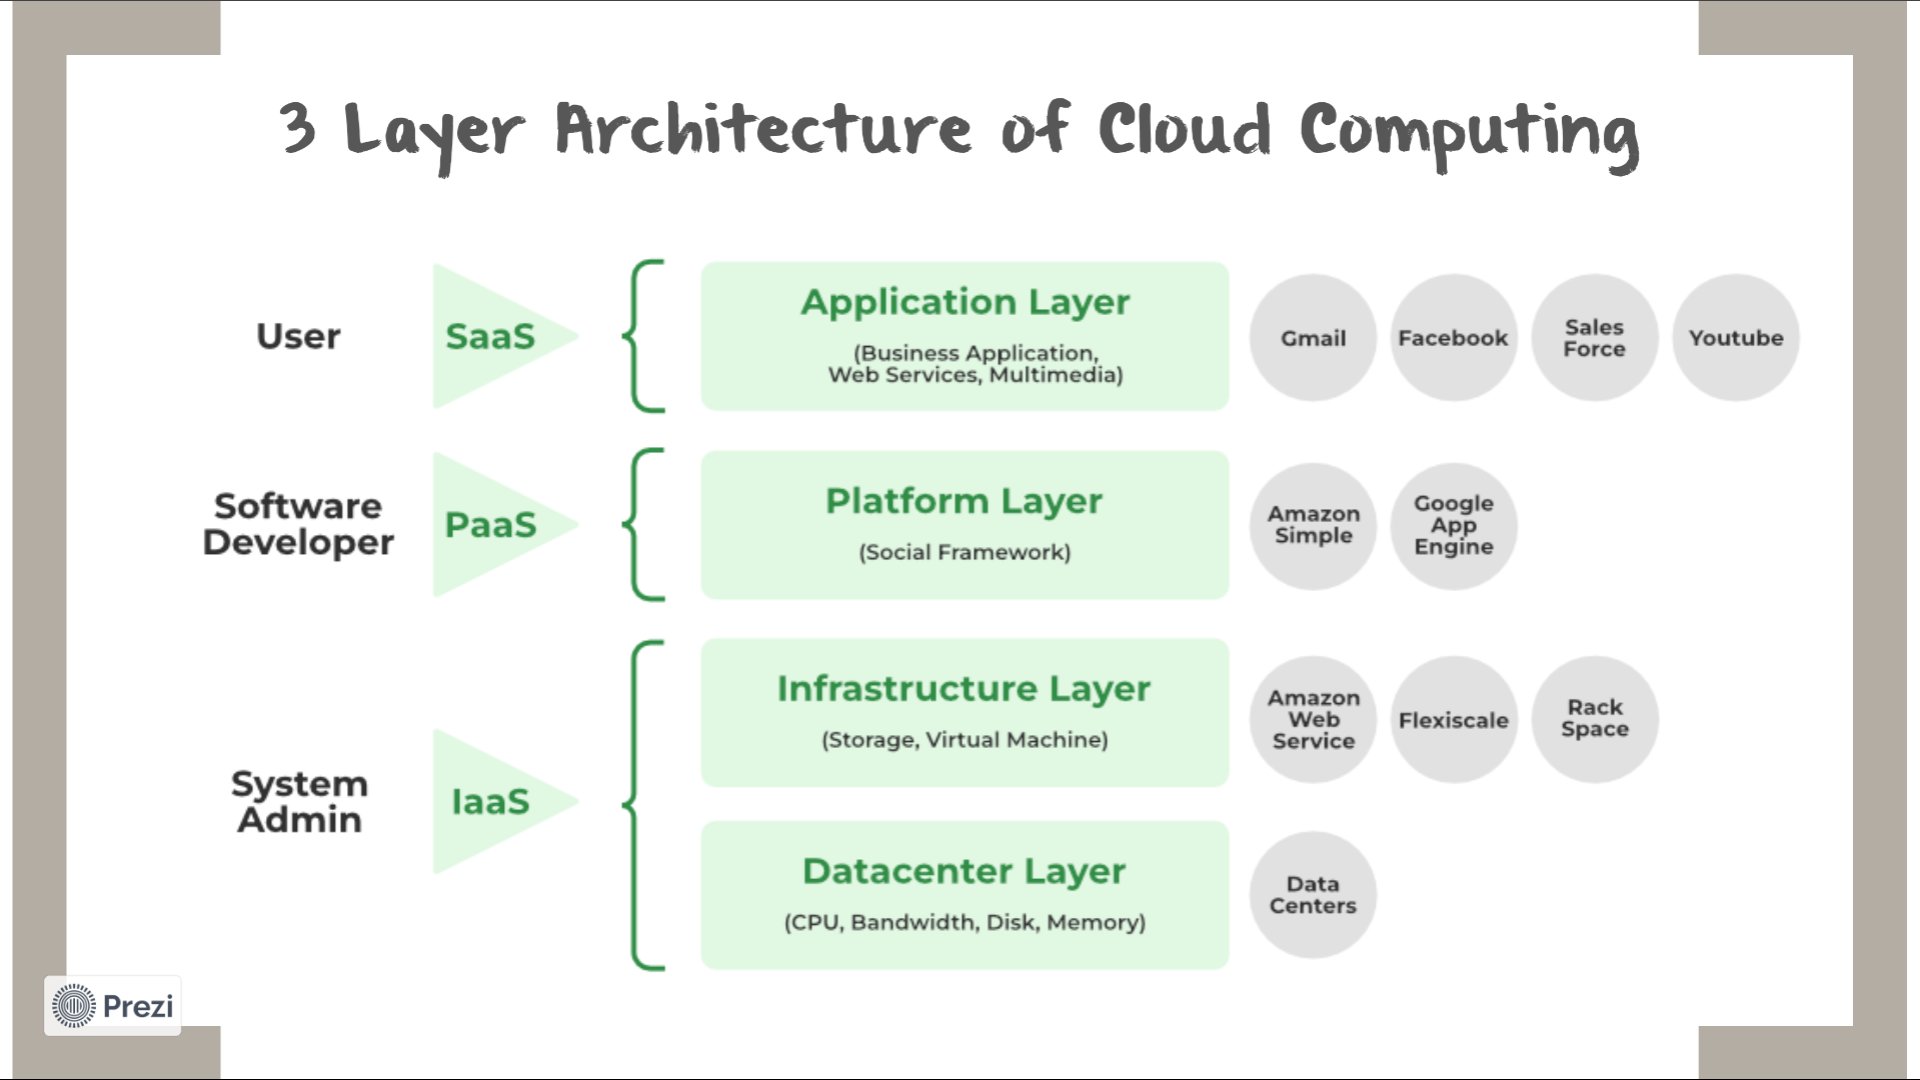 3 Layer Architecture of Cloud Computing
User
SaaS
Application Layer
(Business Application,
Web Services, Multimedia)
Gmail
Facebook
Sales
Force
Youtube
Software
Developer
PaaS
Platform Layer
(Social Framework)
Amazon
Simple
Google
App
Engine
System
Admin
IaaS
Infrastructure Layer
(Storage, Virtual Machine)
Amazon
Web
Service
Flexiscale
Rack
Space
Datacenter Layer
(CPU, Bandwidth, Disk, Memory)
Data
Centers
Prezi